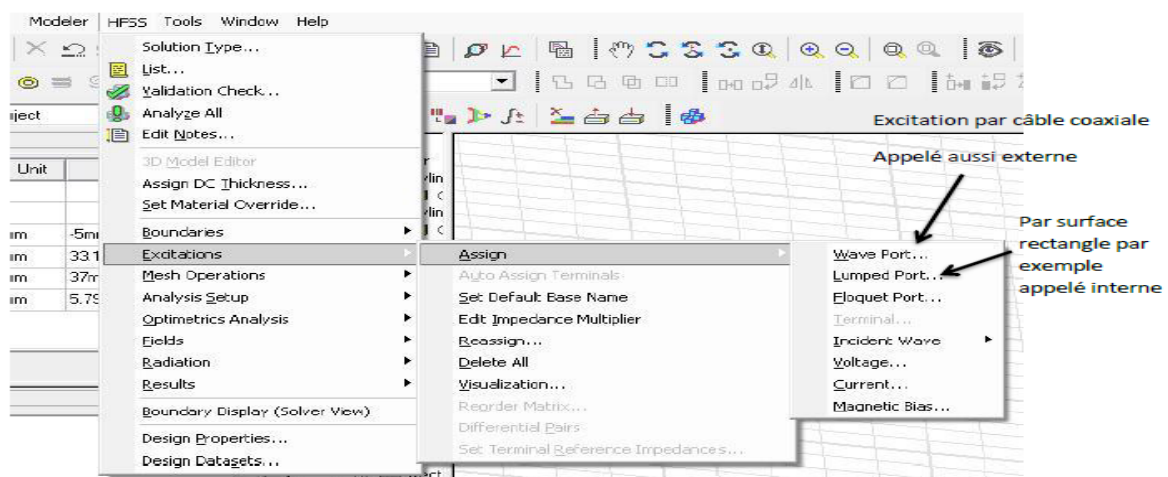 Modeler HFSS Tools Window Help
Solution Type...
List...
Validation Check...
Analyze All
Edit Notes...
3D Model Editor
Assign DC Thickness...
Set Material Override...
Boundaries
Excitations
Mesh Operations
Analysis Setup
Optimetrics Analysis
Fields
Radiation
Results
Boundary Display (Solver View)
Design Properties...
Design Datasets...
oject
Unit
um -5m
um 33.1
um 37m
um 5.79
Assign
Auto Assign Terminals
Set Default Base Name
Edit Impedance Multiplier
Reassign...
Delete All
Visualization...
Reorder Matrix...
Differential Pairs
Set Terminal Reference Impedances...
Wave Port...
Lumped Port...
Floquet Port...
Terminal...
Incident Wave
Voltage...
Current...
Magnetic Bias...
Excitation par câble coaxiale
Appelé aussi externe
Par surface
rectangle par
exemple
appelé interne